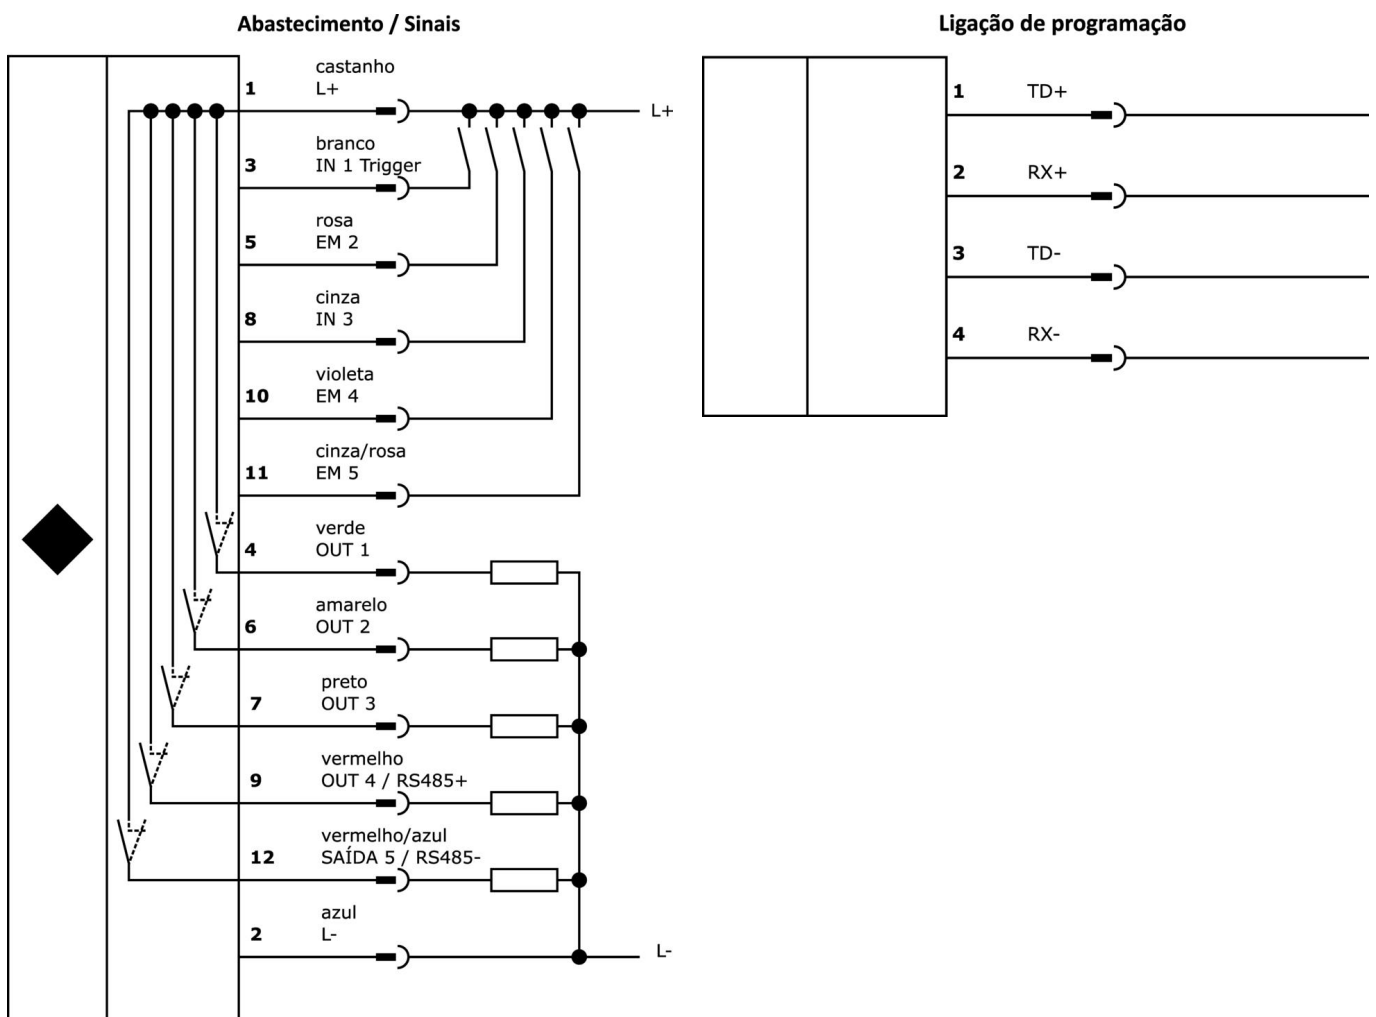 Abastecimento / Sinais
castanho
1 L+
L+
branco
3 IN 1 Trigger
rosa
5 EM 2
cinza
8 IN 3
violeta
10 EM 4
cinza/rosa
11 EM 5
verde
4 OUT 1
amarelo
6 OUT 2
preto
7 OUT 3
vermelho
9 OUT 4 / RS485+
vermelho/azul
12 SAÍDA 5 / RS485-
azul
2 L-
L-
Ligação de programação
1 TD+
2 RX+
3 TD-
4 RX-